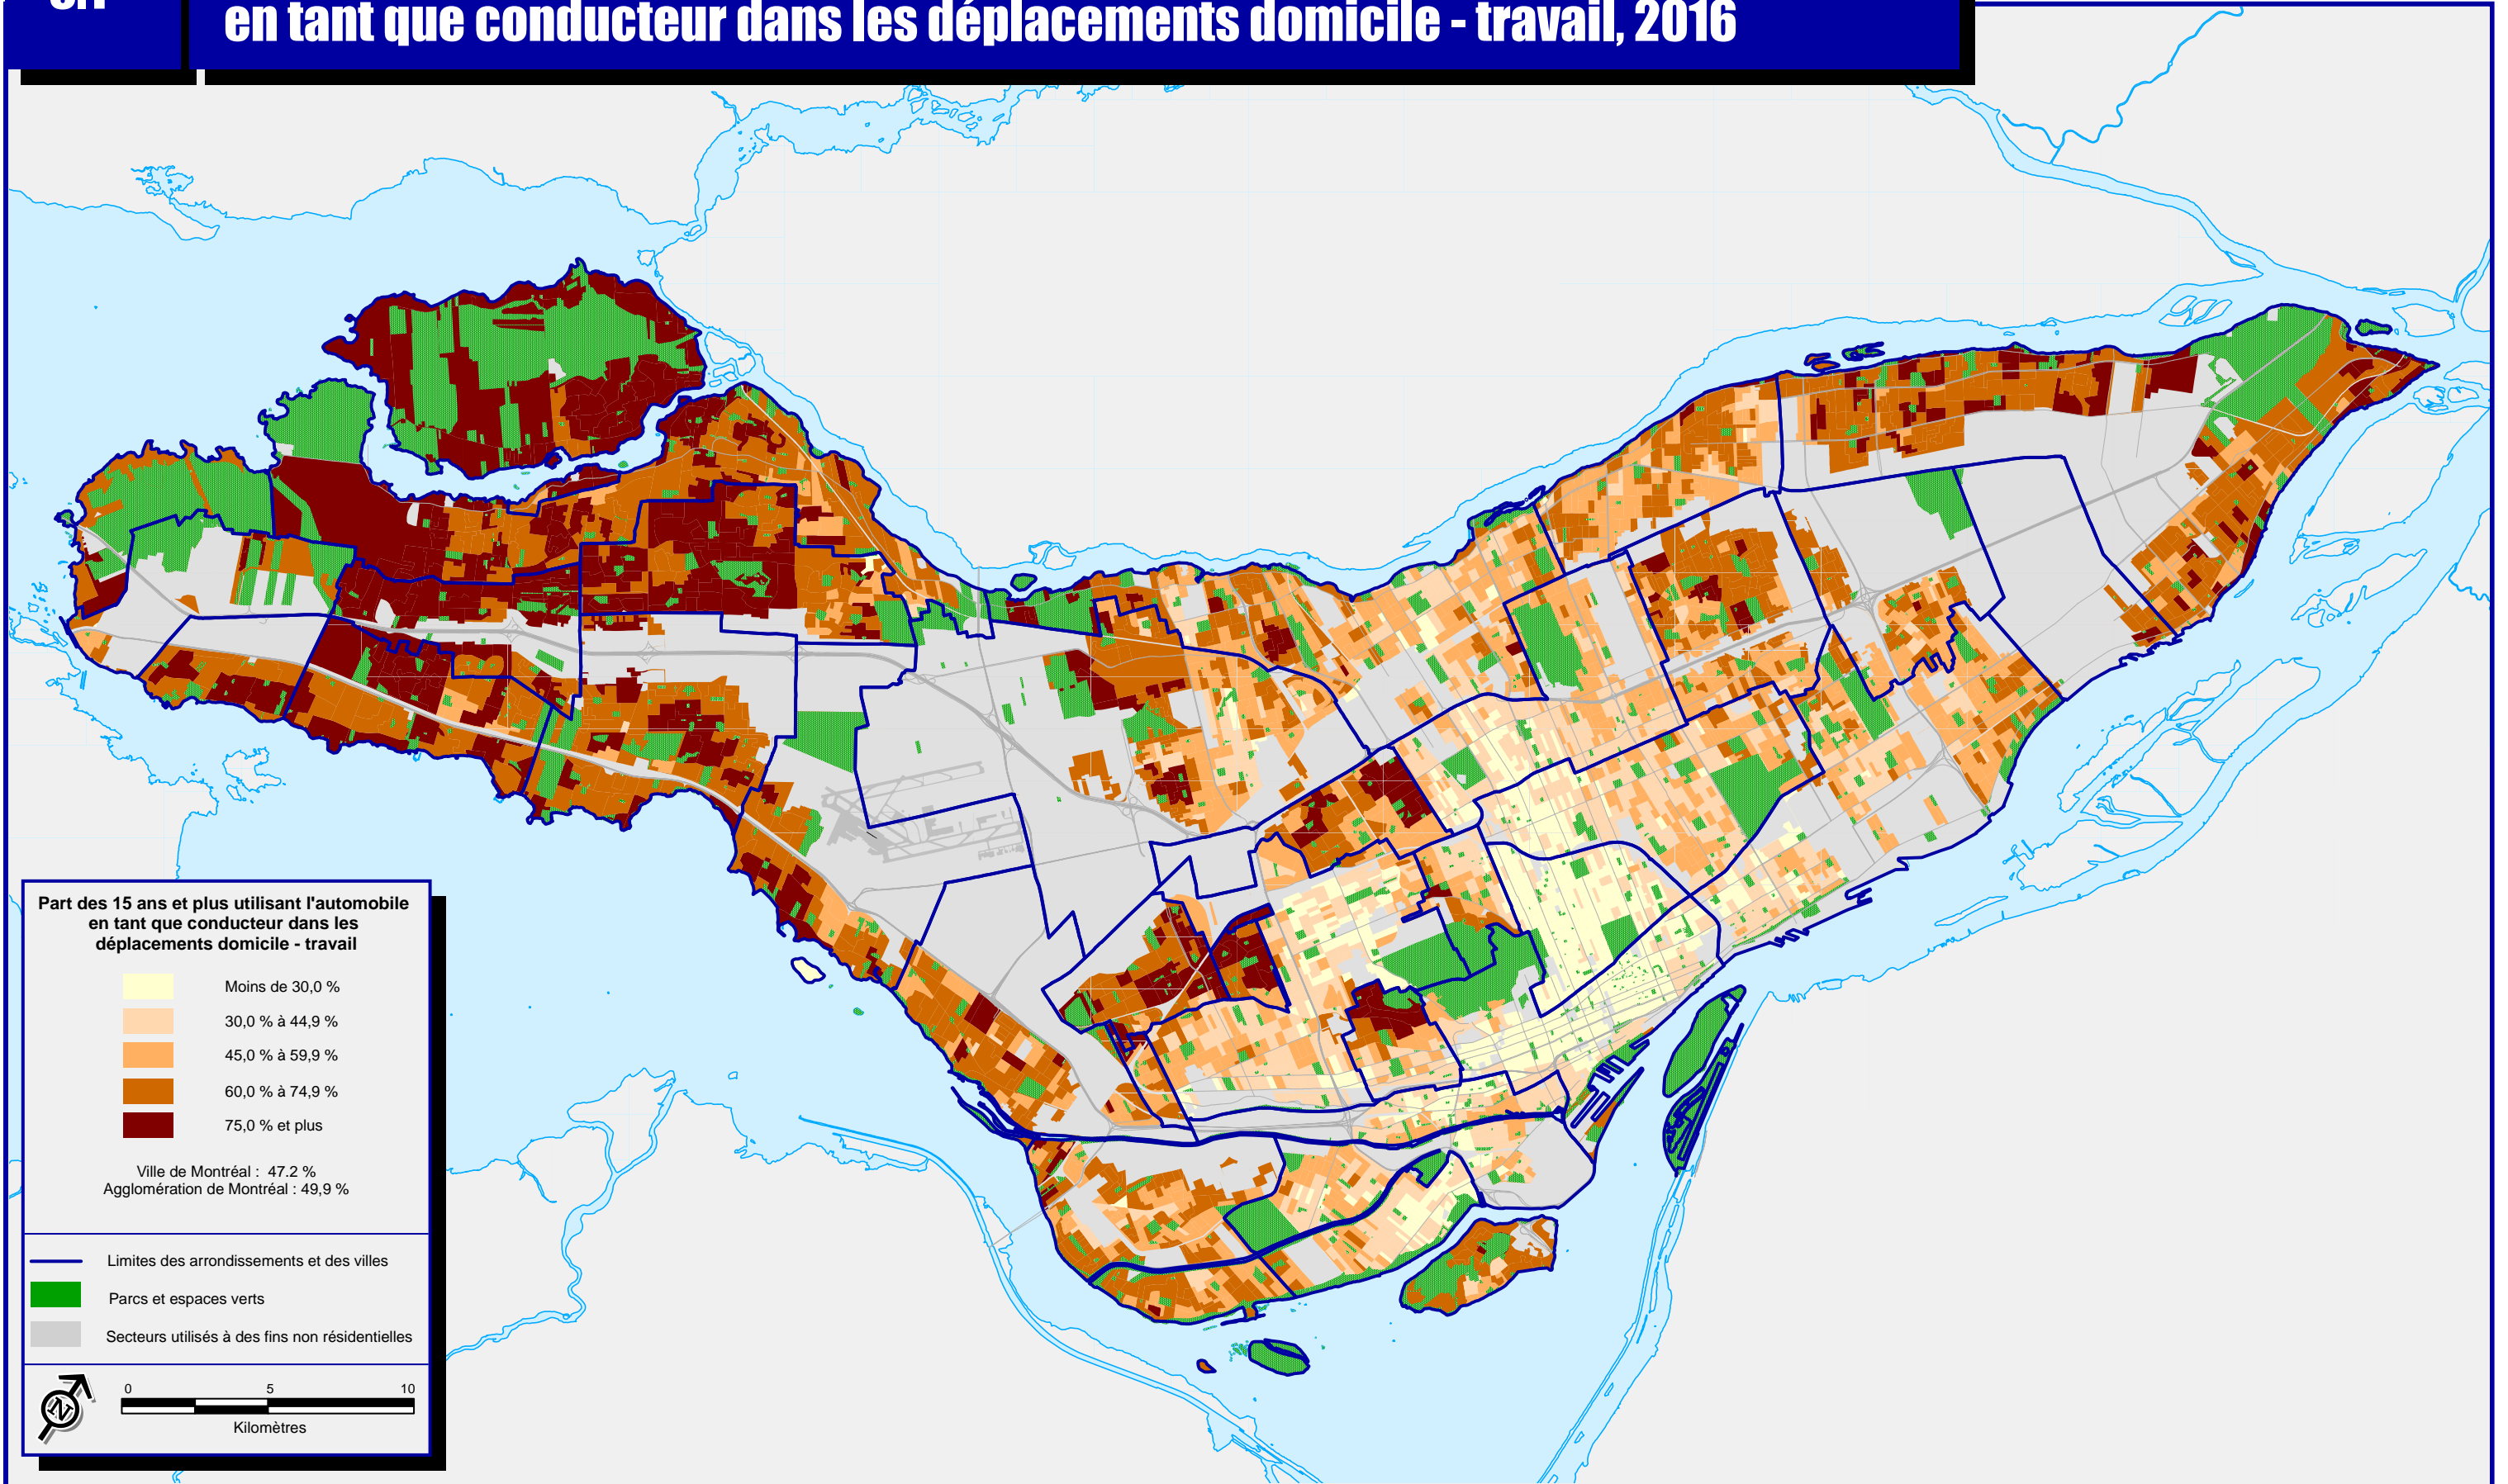 en tant que conducteur dans les déplacements domicile - travail, 2016
Part des 15 ans et plus utilisant l'automobile
en tant que conducteur dans les
déplacements domicile - travail
Moins de 30,0 %
30,0 % à 44,9 %
45,0 % à 59,9 %
60,0 % à 74,9 %
75,0 % et plus
Ville de Montréal : 47.2 %
Agglomération de Montréal : 49,9 %
Limites des arrondissements et des villes
Parcs et espaces verts
Secteurs utilisés à des fins non résidentielles
N
0 5 10
Kilomètres